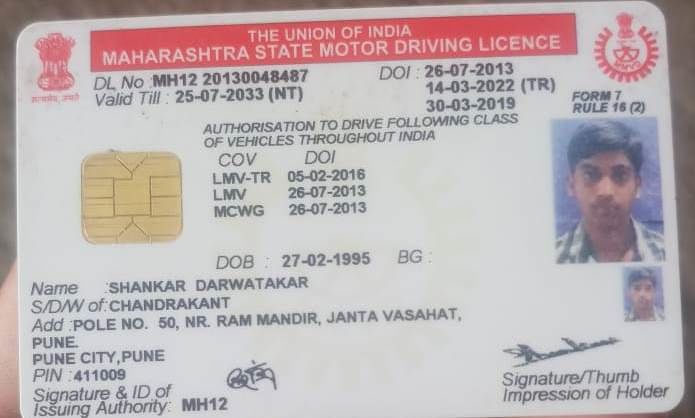 THE UNION OF INDIA
MAHARASHTRA STATE MOTOR DRIVING LICENCE
DL No : MH12 20130048487 DOI : 26-07-2013
Valid Till : 25-07-2033 (NT) 14-03-2022 (TR)
30-03-2019
FORM 7
RULE 16 (2)
AUTHORISATION TO DRIVE FOLLOWING CLASS
OF VEHICLES THROUGHOUT INDIA
COV DOI
LMV-TR 05-02-2016
LMV 26-07-2013
MCWG 26-07-2013
DOB : 27-02-1995 BG :
Name : SHANKAR DARWATAKAR
S/D/W of : CHANDRAKANT
Add : POLE NO. 50, NR. RAM MANDIR, JANTA VASAHAT,
PUNE.
PUNE CITY,PUNE
PIN : 411009
Signature & ID of
Issuing Authority: MH12
Signature/Thumb
Impression of Holder
सत्यमेव जयते